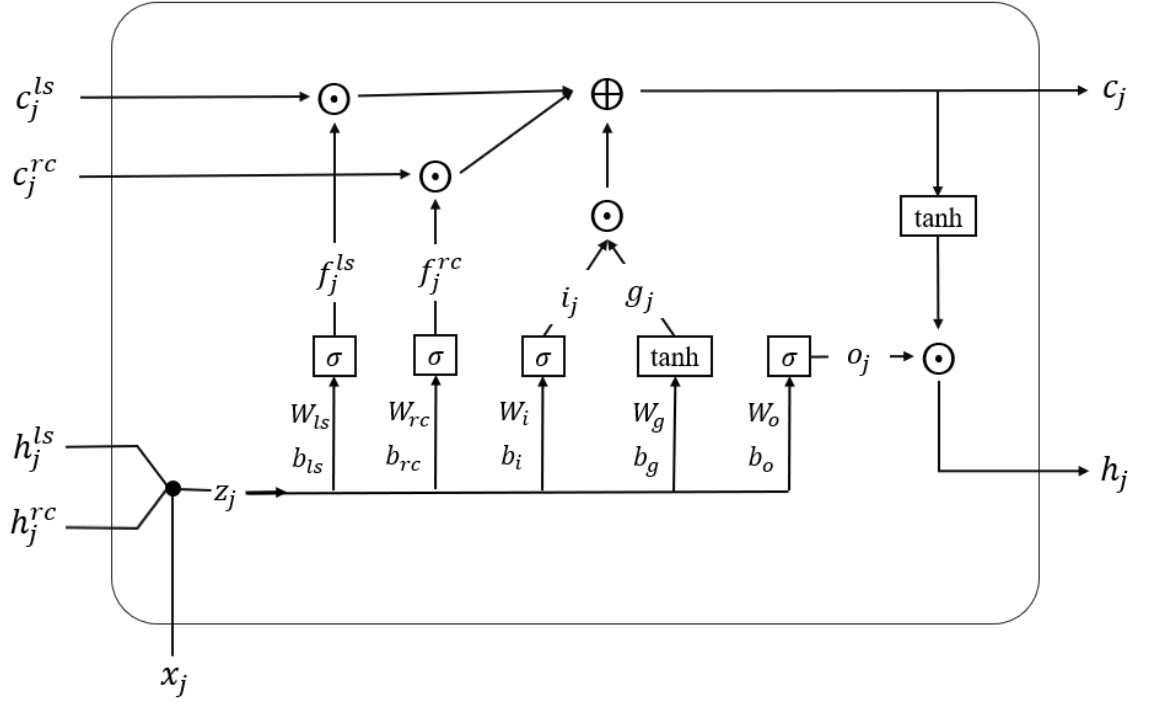 c_j^{ls}
c_j
c_j^{rc}
tanh
f_j^{ls} f_j^{rc} i_j g_j
σ σ σ tanh σ o_j
W_{ls} W_{rc} W_i W_g W_o
b_{ls} b_{rc} b_i b_g b_o
h_j^{ls}
h_j
z_j
h_j^{rc}
x_j